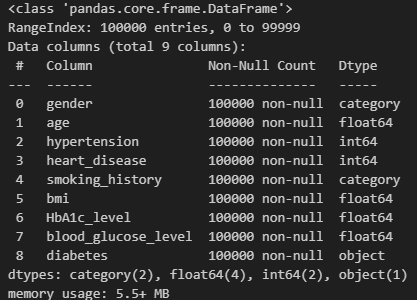 <class 'pandas.core.frame.DataFrame'>
RangeIndex: 100000 entries, 0 to 99999
Data columns (total 9 columns):
 #   Column               Non-Null Count   Dtype
---  ------               --------------   -----
 0   gender               100000 non-null  category
 1   age                  100000 non-null  float64
 2   hypertension         100000 non-null  int64
 3   heart_disease        100000 non-null  int64
 4   smoking_history      100000 non-null  category
 5   bmi                  100000 non-null  float64
 6   HbA1c_level          100000 non-null  float64
 7   blood_glucose_level  100000 non-null  float64
 8   diabetes             100000 non-null  object
dtypes: category(2), float64(4), int64(2), object(1)
memory usage: 5.5+ MB